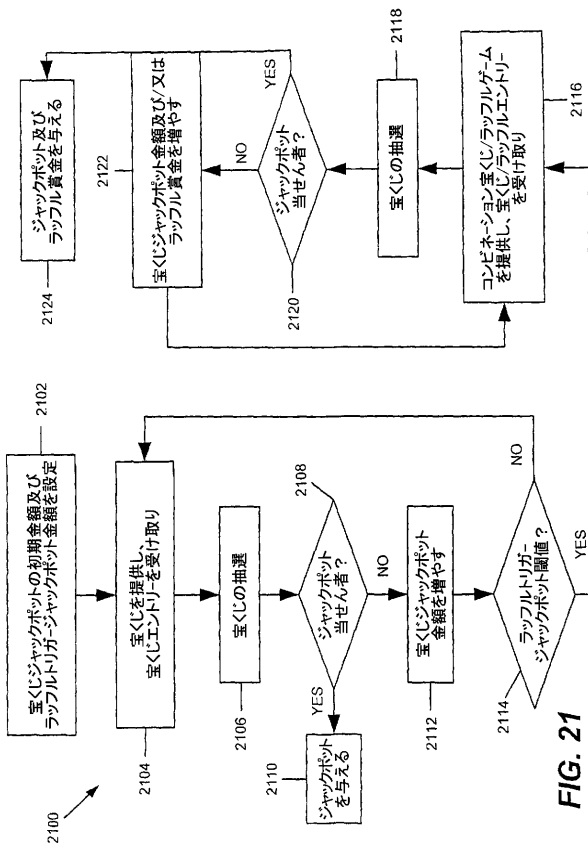 2100
2102
宝くじジャックポットの初期金額及び
ラッフルトリガージャックポット金額を設定
2104
宝くじを提供し、
宝くじエントリーを受け取り
2106
宝くじの抽選
2108
ジャックポット
当せん者？
YES
NO
2110
ジャックポット
を与える
2112
宝くじジャックポット
金額を増やす
2114
ラッフルトリガー
ジャックポット閾値？
NO
YES
2116
コンビネーション宝くじ/ラッフルゲーム
を提供し、宝くじ/ラッフルエントリー
を受け取り
2118
宝くじの抽選
2120
ジャックポット
当せん者？
NO
YES
2122
宝くじジャックポット金額及び/又は
ラッフル賞金を増やす
2124
ジャックポット及び
ラッフル賞金を与える
FIG. 21